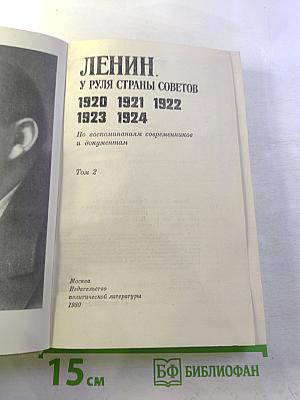 ЛЕНИН.
У РУЛЯ СТРАНЫ СОВЕТОВ
1920 1921 1922
1923 1924
По воспоминаниям современников
и документам
Том 2
Москва
Издательство
политической литературы
1980
15 см
БФ БИБЛИОФАН